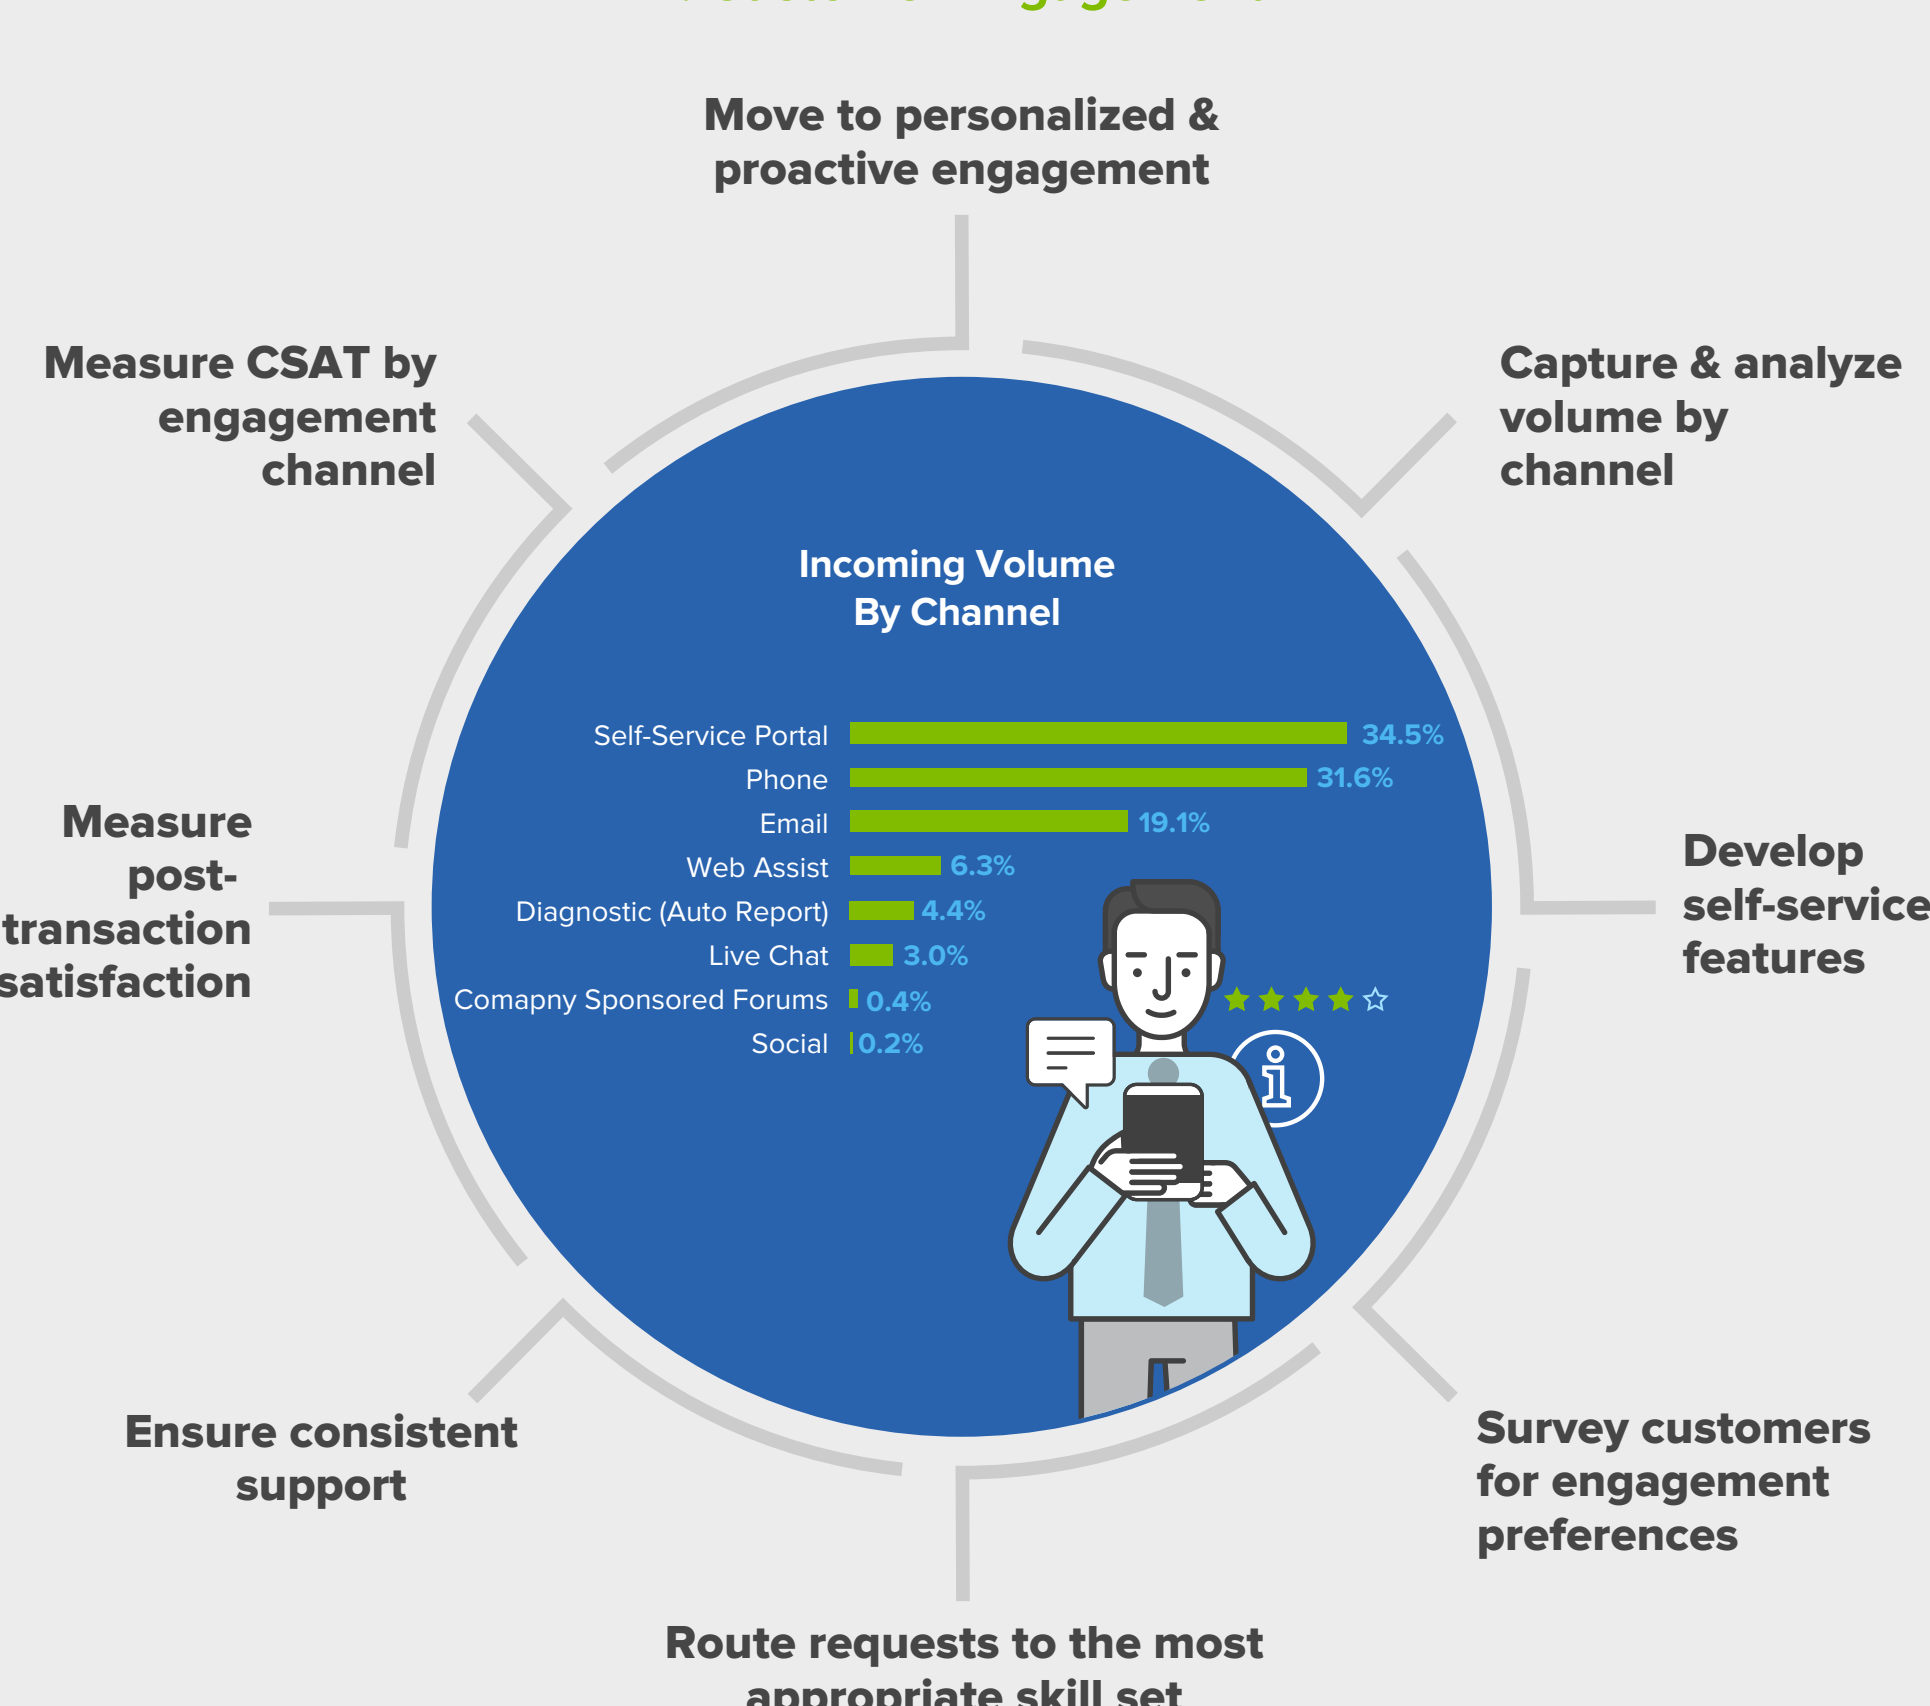 Move to personalized &
proactive engagement
Measure CSAT by
engagement
channel
Capture & analyze
volume by
channel
Incoming Volume
By Channel
Self-Service Portal 34.5%
Phone 31.6%
Email 19.1%
Web Assist 6.3%
Diagnostic (Auto Report) 4.4%
Live Chat 3.0%
Comapny Sponsored Forums 0.4%
Social 0.2%
Measure
post-
transaction
satisfaction
Develop
self-service
features
Ensure consistent
support
Survey customers
for engagement
preferences
Route requests to the most
appropriate skill set